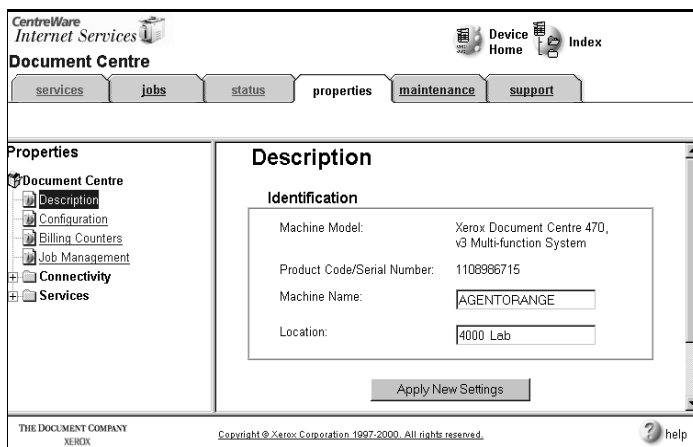 CentreWare
Internet Services
Device Home
Index
Document Centre
services jobs status properties maintenance support
Properties
Document Centre
Description
Configuration
Billing Counters
Job Management
Connectivity
Services
Description
Identification
Machine Model: Xerox Document Centre 470,
v3 Multi-function System
Product Code/Serial Number: 1108986715
Machine Name: AGENTORANGE
Location: 4000 Lab
Apply New Settings
THE DOCUMENT COMPANY
XEROX
Copyright © Xerox Corporation 1997-2000. All rights reserved.
help